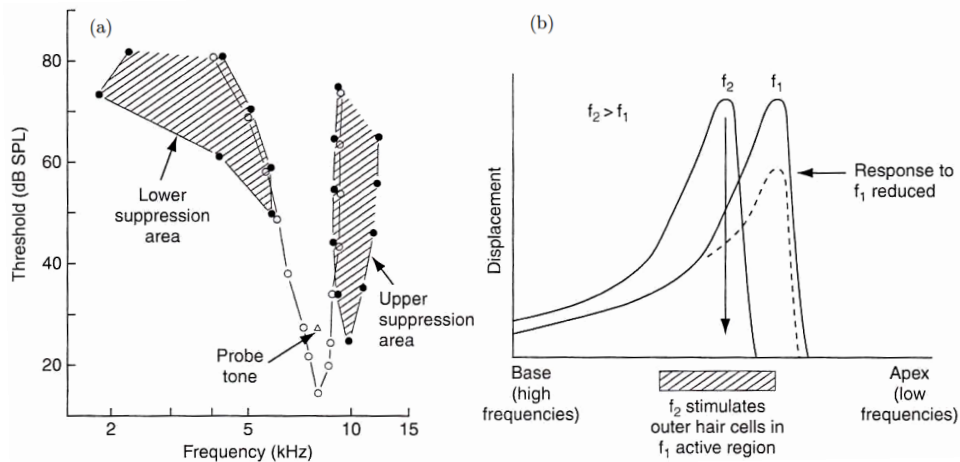 (a)
80
60
40
20
Threshold (dB SPL)
Lower
suppression
area
Probe
tone
Upper
suppression
area
2
5
10
15
Frequency (kHz)
(b)
f₂
f₁
f₂ > f₁
Response to
f₁ reduced
Displacement
Base
(high
frequencies)
Apex
(low
frequencies)
f₂ stimulates
outer hair cells in
f₁ active region